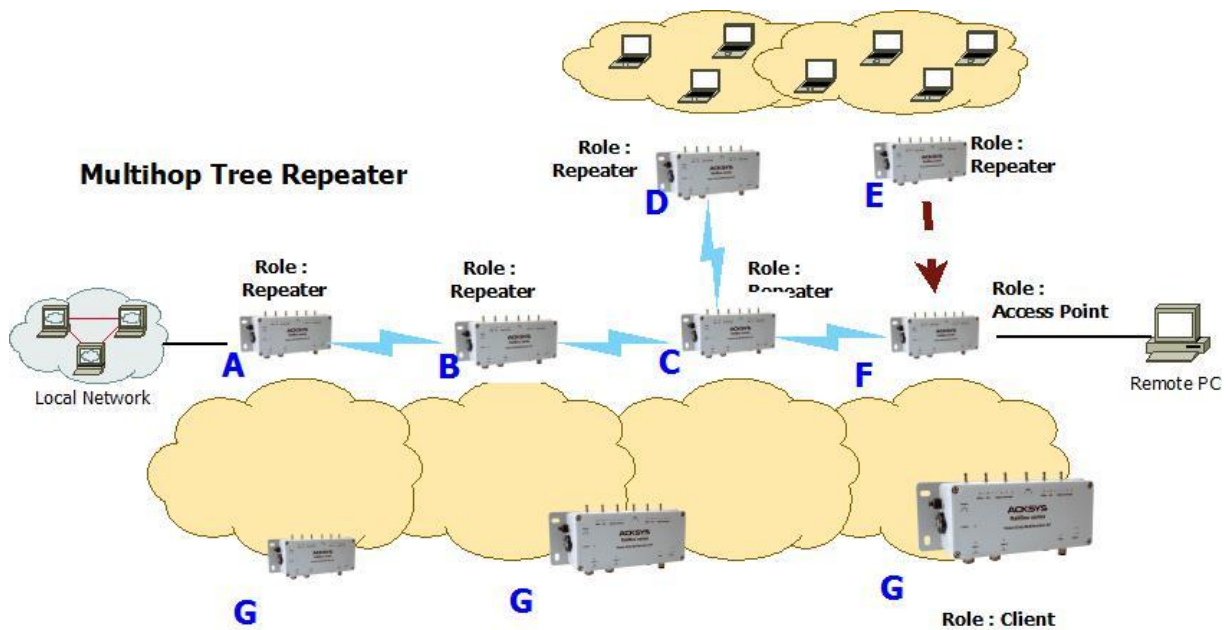 Role :
Repeater
Role :
Repeater
Multihop Tree Repeater
D
E
Role :
Repeater
Role :
Repeater
Role :
Repeater
Role :
Access Point
A
B
C
F
Local Network
Remote PC
ACKSYS
ACKSYS
G
G
G
Role : Client